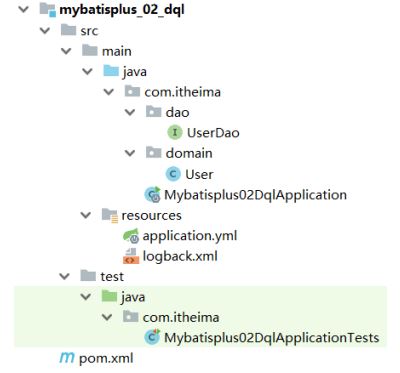 mybatisplus_02_dql
src
main
java
com.itheima
dao
I UserDao
domain
C User
Mybatisplus02DqlApplication
resources
application.yml
logback.xml
test
java
com.itheima
C Mybatisplus02DqlApplicationTests
m pom.xml